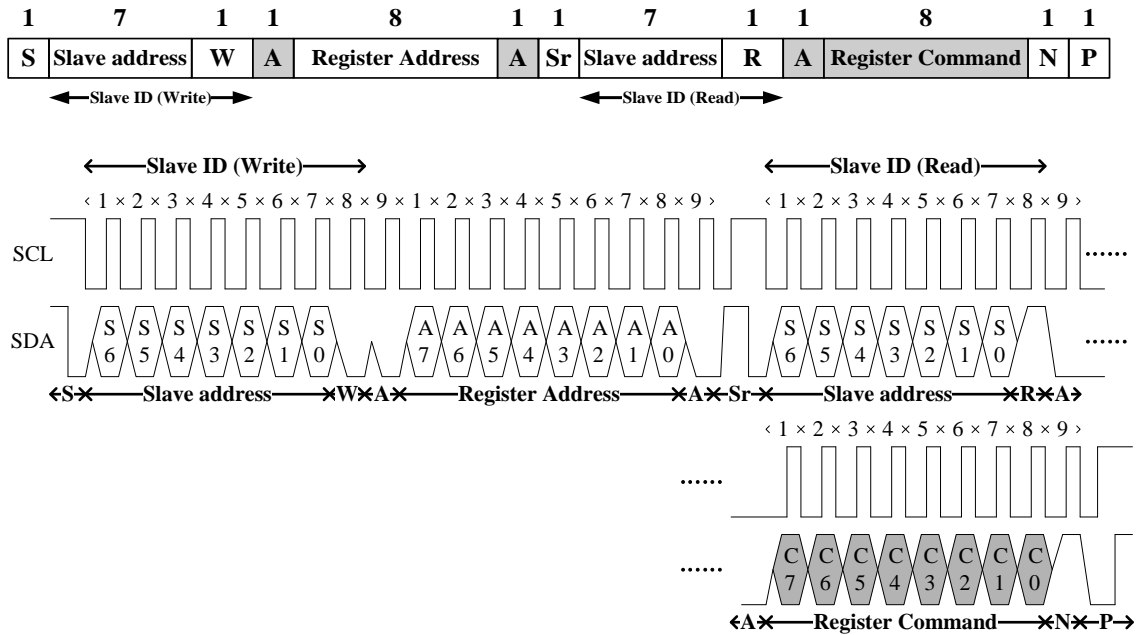 1 7 1 1 8 1 1 7 1 1 8 1 1
S Slave address W A Register Address A Sr Slave address R A Register Command N P
Slave ID (Write) Slave ID (Read)
Slave ID (Write) Slave ID (Read)
1 2 3 4 5 6 7 8 9 1 2 3 4 5 6 7 8 9 1 2 3 4 5 6 7 8 9
SCL ......
SDA S6 S5 S4 S3 S2 S1 S0 A7 A6 A5 A4 A3 A2 A1 A0 S6 S5 S4 S3 S2 S1 S0 ......
S Slave address W A Register Address A Sr Slave address R A
1 2 3 4 5 6 7 8 9
......
...... C7 C6 C5 C4 C3 C2 C1 C0
A Register Command N P